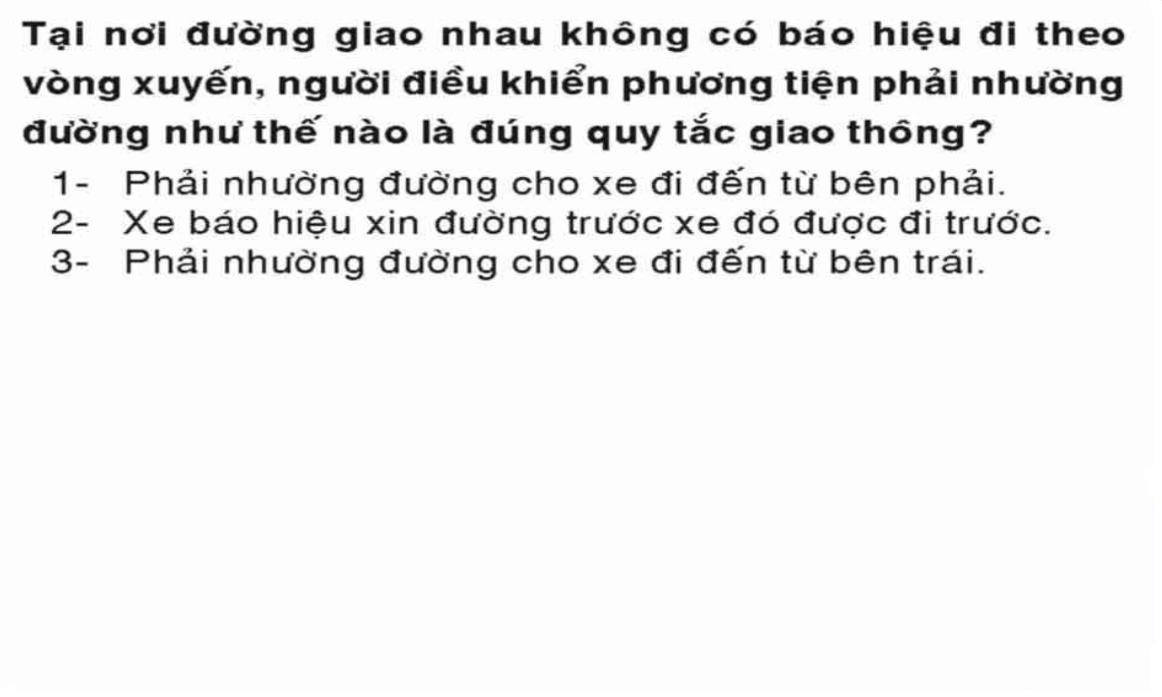 Tại nơi đường giao nhau không có báo hiệu đi theo
vòng xuyến, người điều khiển phương tiện phải nhường
đường như thế nào là đúng quy tắc giao thông?
1- Phải nhường đường cho xe đi đến từ bên phải.
2- Xe báo hiệu xin đường trước xe đó được đi trước.
3- Phải nhường đường cho xe đi đến từ bên trái.